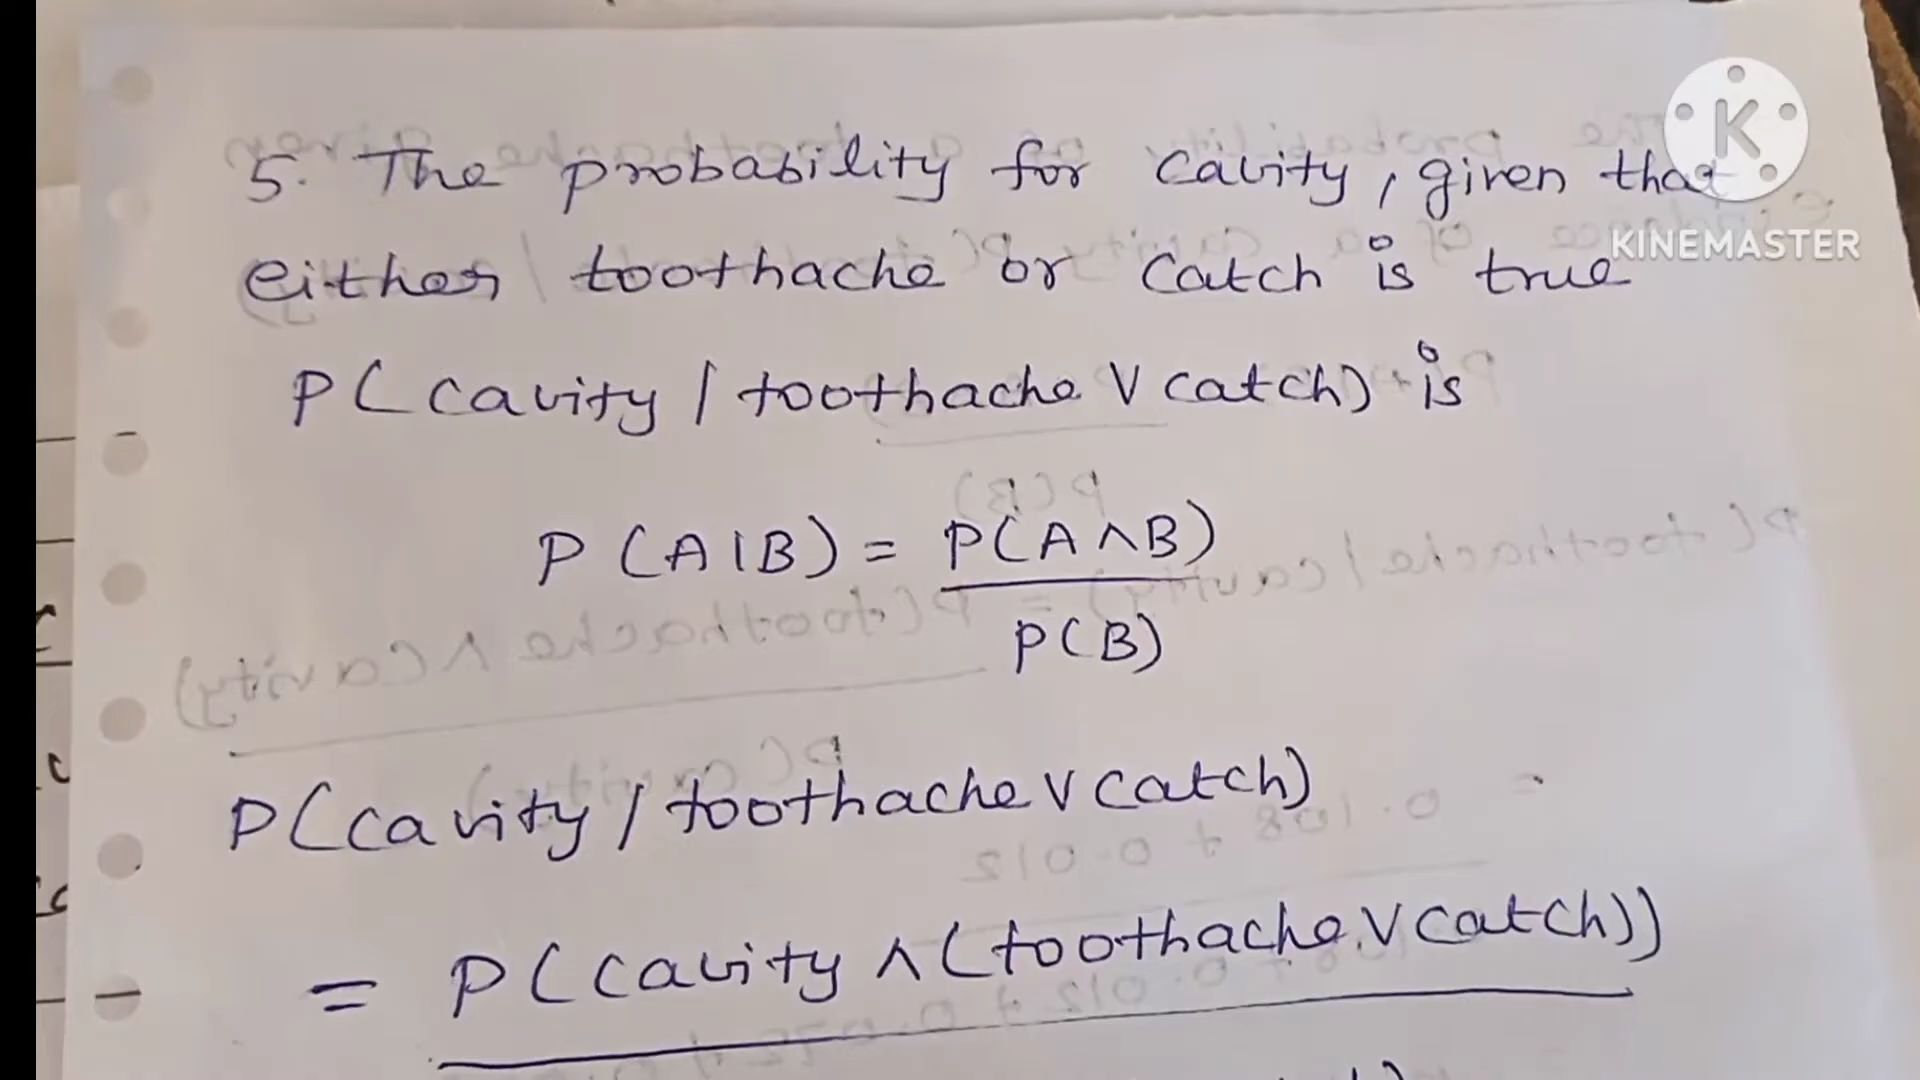 5. The probability for cavity, given that
either toothache or catch is true
P(cavity / toothache ∨ catch) is
P(A|B) = P(A∧B)
P(B)
P(cavity / toothache ∨ catch)
= P(cavity ∧ (toothache ∨ catch))
KINEMASTER